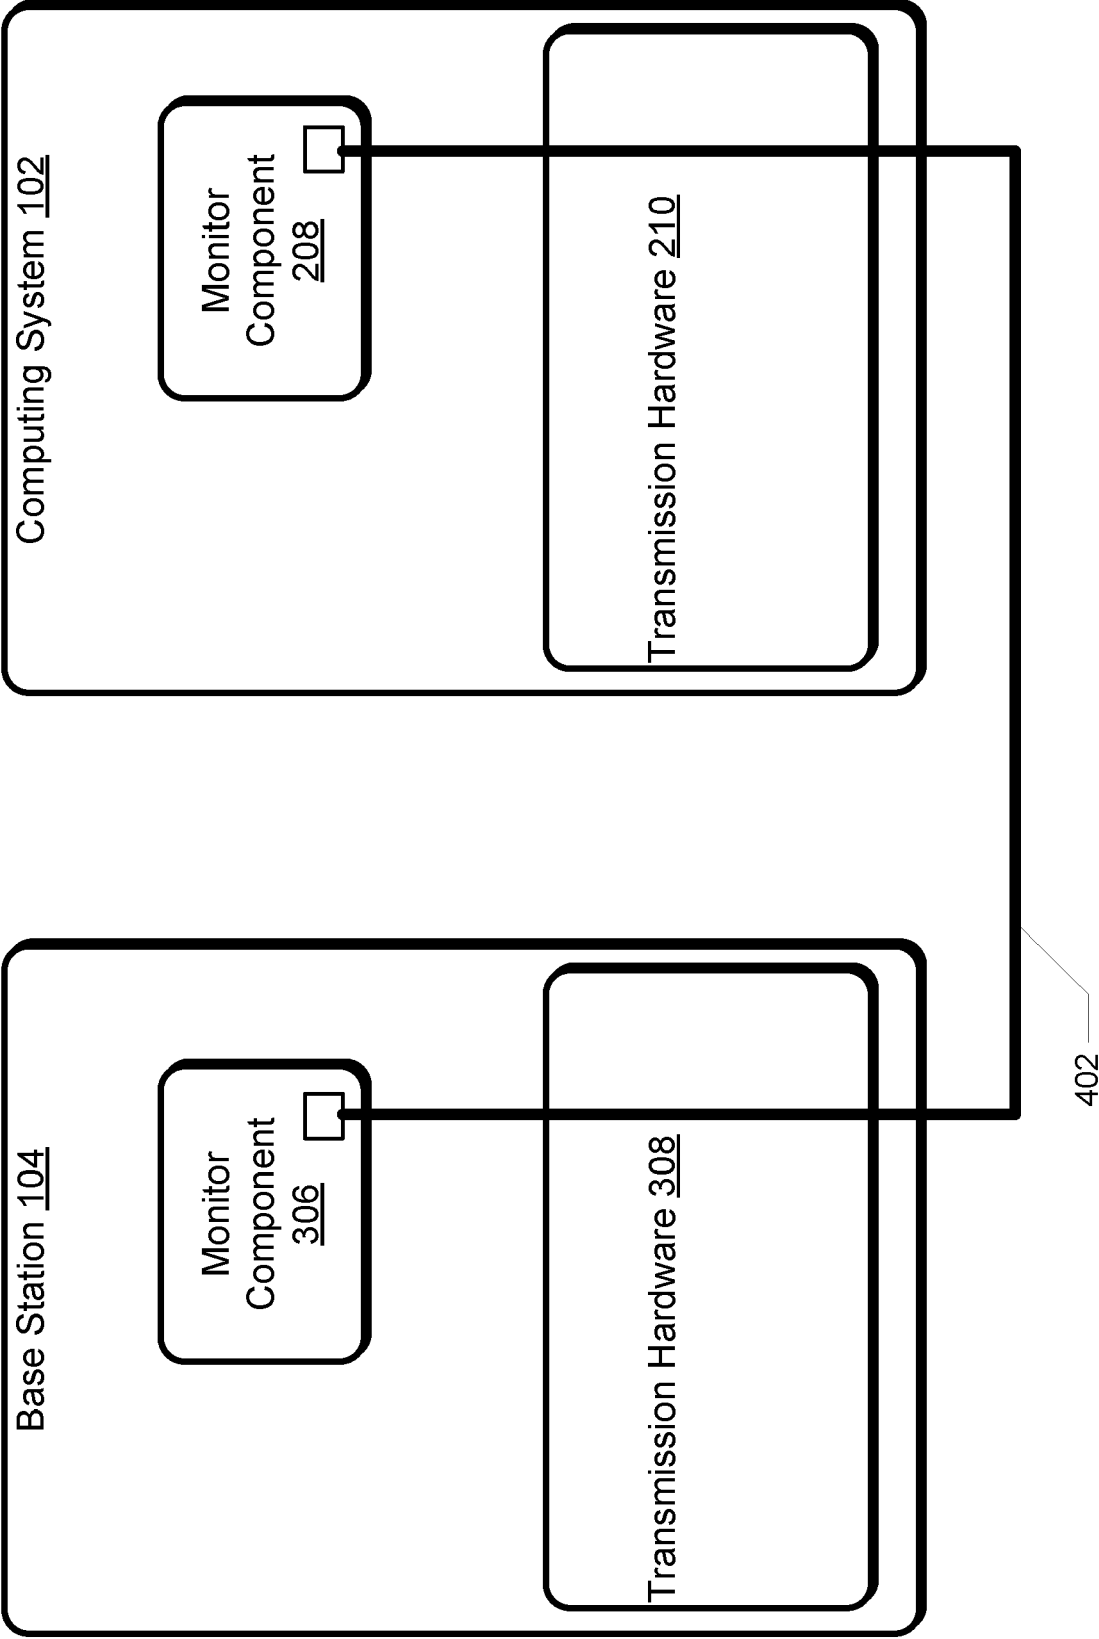 Base Station 104
Monitor
Component
306
Transmission Hardware 308
Computing System 102
Monitor
Component
208
Transmission Hardware 210
402